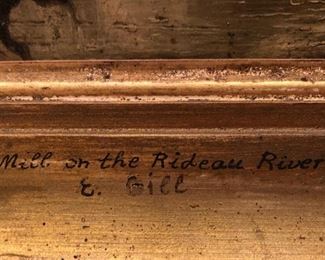 Mill on the Rideau River
E. Gill